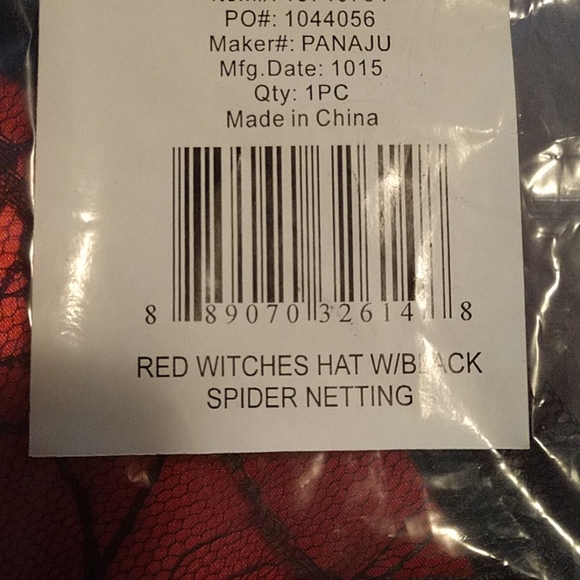 PO#: 1044056
Maker#: PANAJU
Mfg.Date: 1015
Qty: 1PC
Made in China
8 89070 32614 8
RED WITCHES HAT W/BLACK
SPIDER NETTING